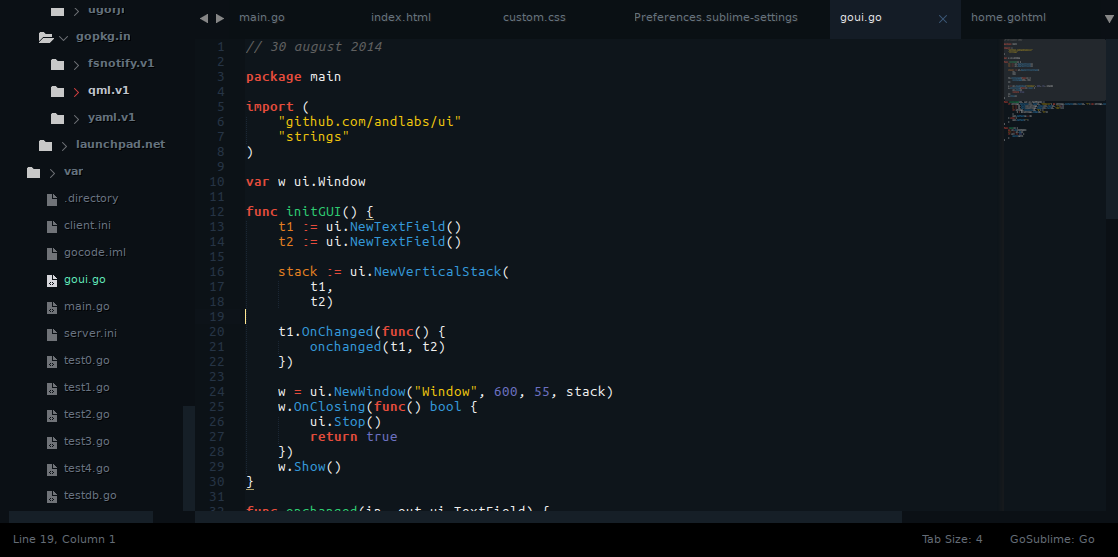 ugorji
gopkg.in
fsnotify.v1
qml.v1
yaml.v1
launchpad.net
var
.directory
client.ini
gocode.iml
goui.go
main.go
server.ini
test0.go
test1.go
test2.go
test3.go
test4.go
testdb.go
main.go index.html custom.css Preferences.sublime-settings goui.go × home.gohtml
1 // 30 august 2014
2
3 package main
4
5 import (
6 "github.com/andlabs/ui"
7 "strings"
8 )
9
10 var w ui.Window
11
12 func initGUI() {
13 t1 := ui.NewTextField()
14 t2 := ui.NewTextField()
15
16 stack := ui.NewVerticalStack(
17 t1,
18 t2)
19
20 t1.OnChanged(func() {
21 onchanged(t1, t2)
22 })
23
24 w = ui.NewWindow("Window", 600, 55, stack)
25 w.OnClosing(func() bool {
26 ui.Stop()
27 return true
28 })
29 w.Show()
30 }
31
32 func onchanged(in, out ui.TextField) {
Line 19, Column 1 Tab Size: 4 GoSublime: Go